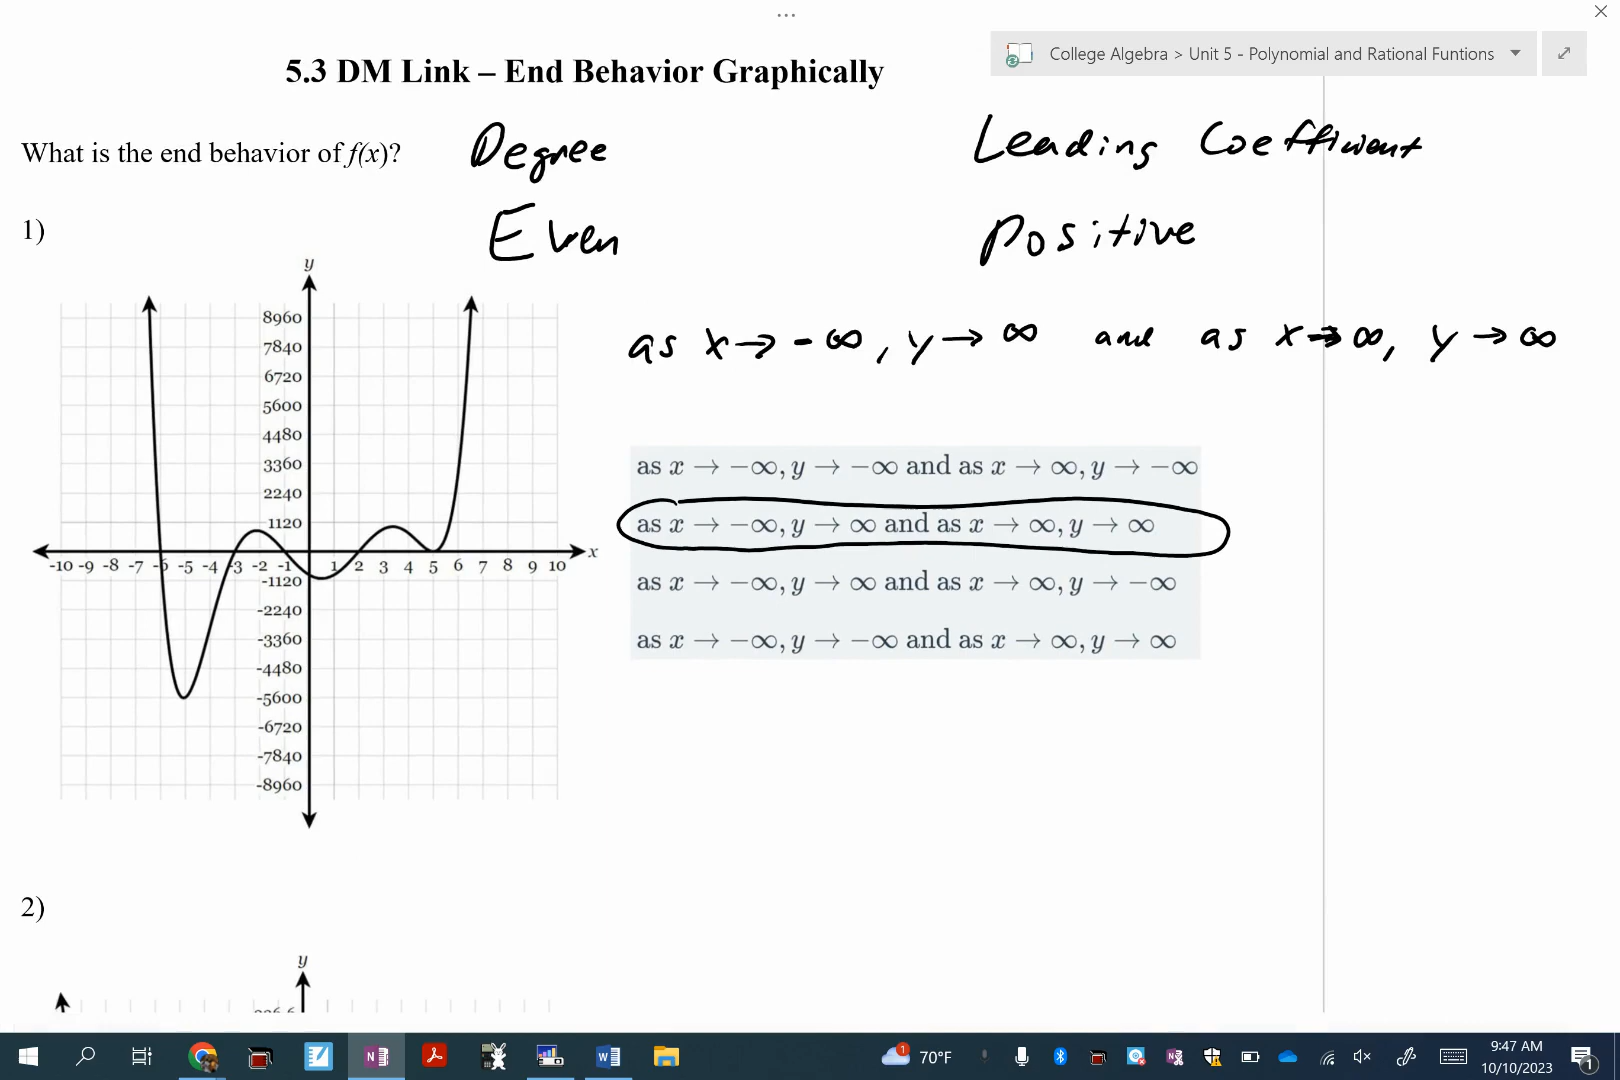 ...
College Algebra > Unit 5 - Polynomial and Rational Funtions
5.3 DM Link – End Behavior Graphically
What is the end behavior of f(x)?
Degree
Leading Coefficient
1)
Even
Positive
y
8960
7840
6720
5600
4480
3360
2240
1120
-10 -9 -8 -7 -6 -5 -4 -3 -2 -1 1 2 3 4 5 6 7 8 9 10
x
-1120
-2240
-3360
-4480
-5600
-6720
-7840
-8960
as x → -∞, y → ∞ and as x → ∞, y → ∞
as x → −∞, y → −∞ and as x → ∞, y → −∞
as x → −∞, y → ∞ and as x → ∞, y → ∞
as x → −∞, y → ∞ and as x → ∞, y → −∞
as x → −∞, y → −∞ and as x → ∞, y → ∞
2)
y
1
70°F
9:47 AM
10/10/2023
1